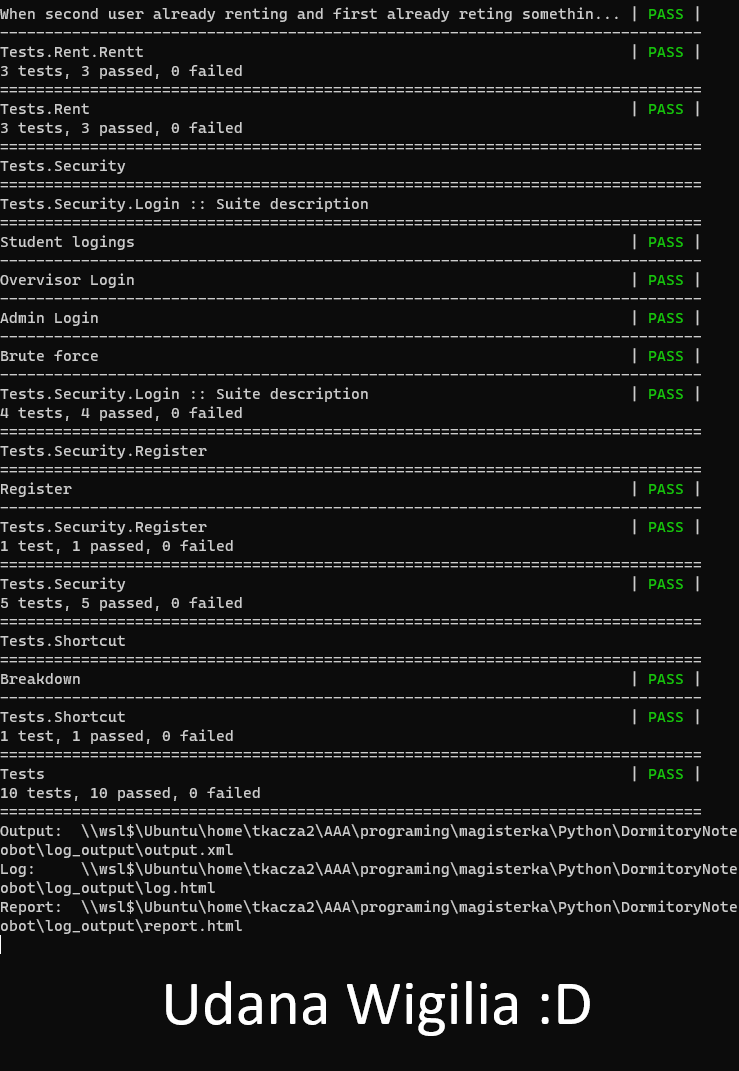 When second user already renting and first already reting somethin... | PASS |
------------------------------------------------------------------------------
Tests.Rent.Rentt | PASS |
3 tests, 3 passed, 0 failed
==============================================================================
Tests.Rent | PASS |
3 tests, 3 passed, 0 failed
==============================================================================
Tests.Security
==============================================================================
Tests.Security.Login :: Suite description
==============================================================================
Student logings | PASS |
------------------------------------------------------------------------------
Overvisor Login | PASS |
------------------------------------------------------------------------------
Admin Login | PASS |
------------------------------------------------------------------------------
Brute force | PASS |
------------------------------------------------------------------------------
Tests.Security.Login :: Suite description | PASS |
4 tests, 4 passed, 0 failed
==============================================================================
Tests.Security.Register
==============================================================================
Register | PASS |
------------------------------------------------------------------------------
Tests.Security.Register | PASS |
1 test, 1 passed, 0 failed
==============================================================================
Tests.Security | PASS |
5 tests, 5 passed, 0 failed
==============================================================================
Tests.Shortcut
==============================================================================
Breakdown | PASS |
------------------------------------------------------------------------------
Tests.Shortcut | PASS |
1 test, 1 passed, 0 failed
==============================================================================
Tests | PASS |
10 tests, 10 passed, 0 failed
==============================================================================
Output:  \\wsl$\Ubuntu\home\tkacza2\AAA\programing\magisterka\Python\DormitoryNote
obot\log_output\output.xml
Log:     \\wsl$\Ubuntu\home\tkacza2\AAA\programing\magisterka\Python\DormitoryNote
obot\log_output\log.html
Report:  \\wsl$\Ubuntu\home\tkacza2\AAA\programing\magisterka\Python\DormitoryNote
obot\log_output\report.html
Udana Wigilia :D